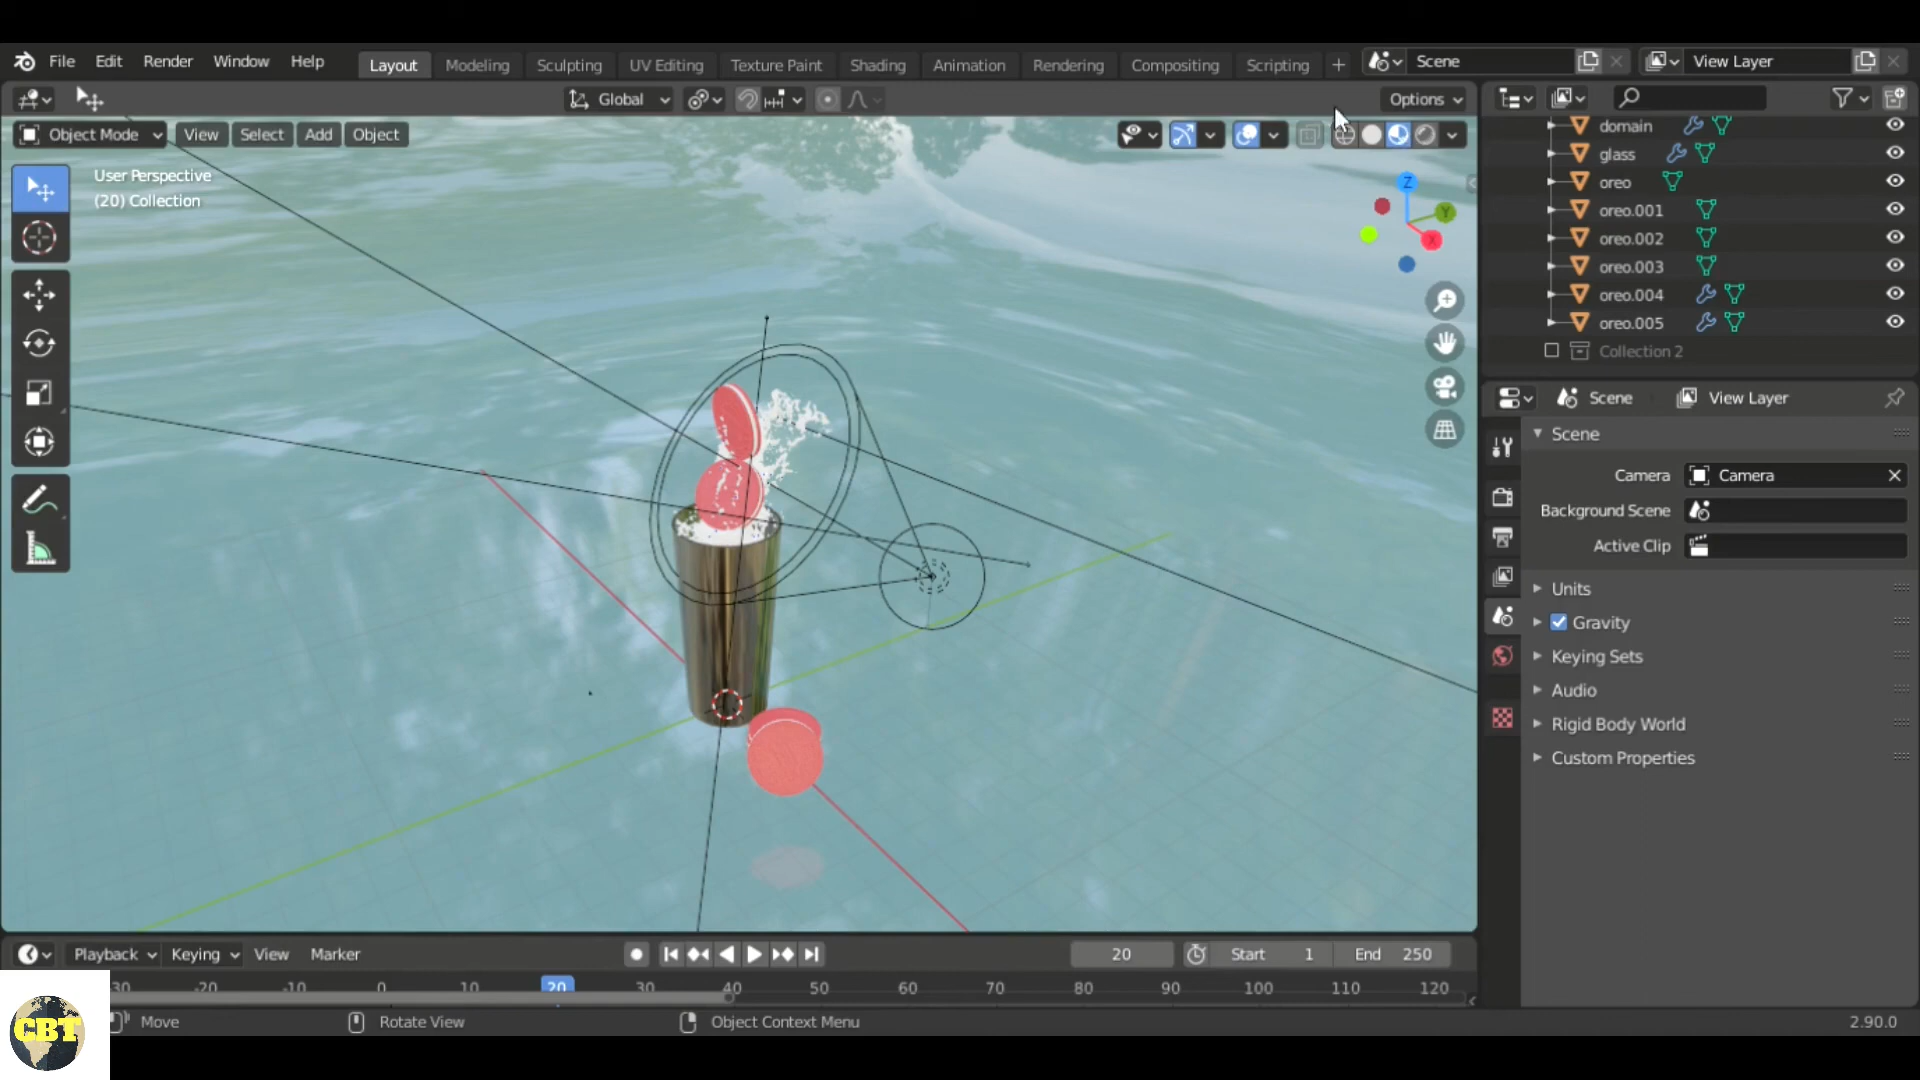 File Edit Render Window Help Layout Modeling Sculpting UV Editing Texture Paint Shading Animation Rendering Compositing Scripting + Scene View Layer
Global Options
Object Mode View Select Add Object
User Perspective
(20) Collection
Z
Y
X
domain
glass
oreo
oreo.001
oreo.002
oreo.003
oreo.004
oreo.005
Collection 2
Scene View Layer
Scene
Camera Camera
Background Scene
Active Clip
Units
Gravity
Keying Sets
Audio
Rigid Body World
Custom Properties
Playback Keying View Marker 20 Start 1 End 250
30 -20 -10 0 10 20 30 40 50 60 70 80 90 100 110 120
Move Rotate View Object Context Menu 2.90.0
CBT